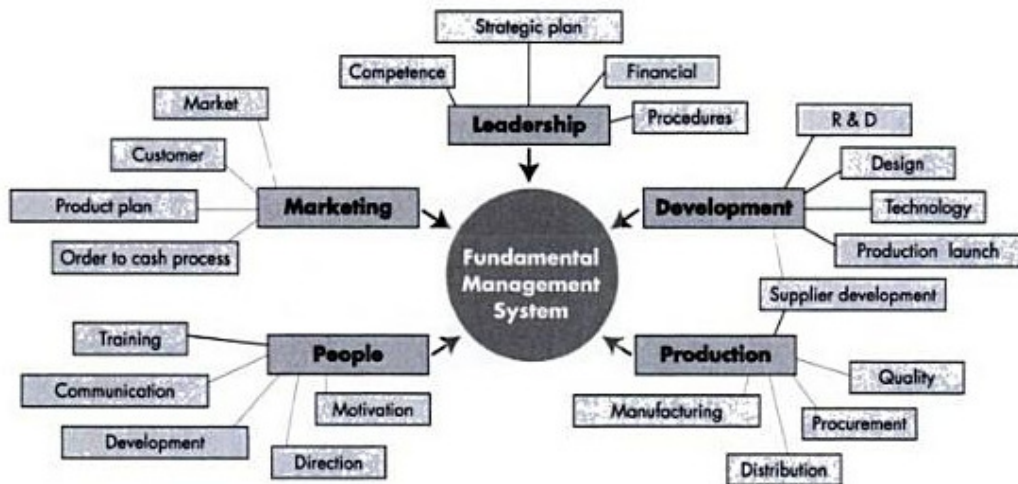 Strategic plan
Competence
Financial
Leadership
Procedures
Market
Customer
Product plan
Order to cash process
Marketing
R & D
Design
Technology
Production launch
Development
Supplier development
Fundamental
Management
System
Training
Communication
Development
Direction
Motivation
People
Production
Quality
Procurement
Distribution
Manufacturing